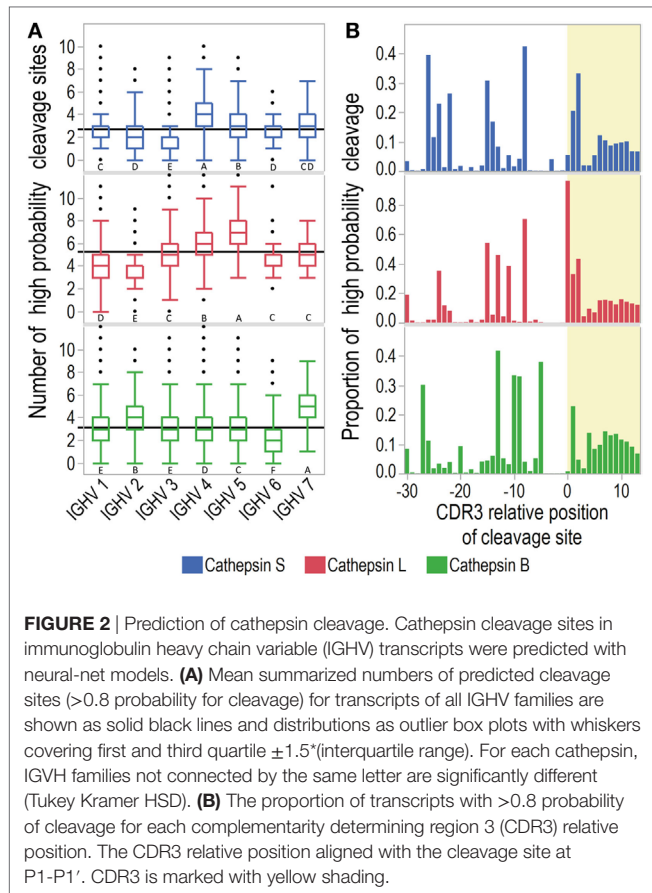 A
B
Number of high probability cleavage sites
10
8
6
4
2
0
C D E A B D CD
10
8
6
4
2
0
D E C B A C C
10
8
6
4
2
0
E B E D C F A
IGHV 1 IGHV 2 IGHV 3 IGHV 4 IGHV 5 IGHV 6 IGHV 7
Proportion of high probability cleavage
0.4
0.3
0.2
0.1
0.0
0.4
0.3
0.2
0.1
0.0
0.4
0.3
0.2
0.1
0.0
-30 -20 -10 0 10
CDR3 relative position
of cleavage site
Cathepsin S Cathepsin L Cathepsin B
FIGURE 2 | Prediction of cathepsin cleavage. Cathepsin cleavage sites in
immunoglobulin heavy chain variable (IGHV) transcripts were predicted with
neural-net models. (A) Mean summarized numbers of predicted cleavage
sites (>0.8 probability for cleavage) for transcripts of all IGHV families are
shown as solid black lines and distributions as outlier box plots with whiskers
covering first and third quartile ±1.5*(interquartile range). For each cathepsin,
IGVH families not connected by the same letter are significantly different
(Tukey Kramer HSD). (B) The proportion of transcripts with >0.8 probability
of cleavage for each complementarity determining region 3 (CDR3) relative
position. The CDR3 relative position aligned with the cleavage site at
P1-P1′. CDR3 is marked with yellow shading.